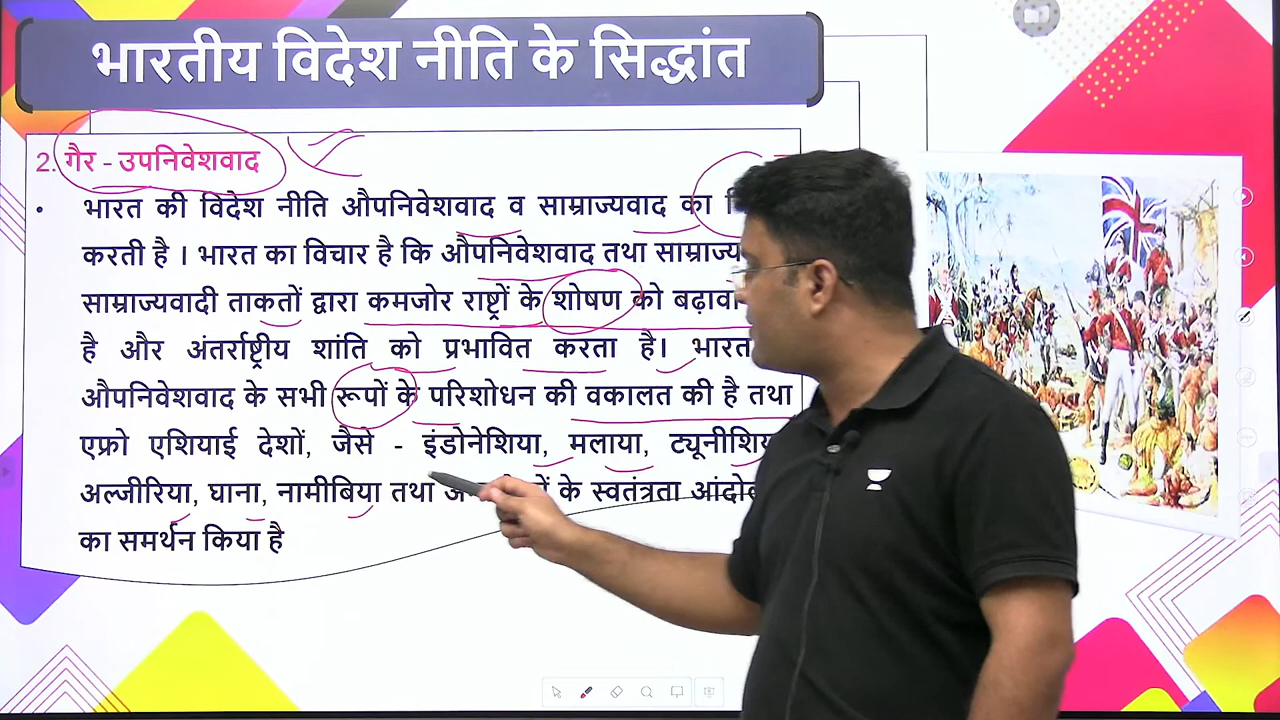 भारतीय विदेश नीति के सिद्धांत
2. गैर - उपनिवेशवाद
• भारत की विदेश नीति औपनिवेशवाद व साम्राज्यवाद का
करती है । भारत का विचार है कि औपनिवेशवाद तथा
साम्राज्यवादी ताकतों द्वारा कमजोर राष्ट्रों के शोषण को
है और अंतर्राष्ट्रीय शांति को प्रभावित करता है। भारत
औपनिवेशवाद के सभी रूपों के परिशोधन की वकालत की है तथा
एफ्रो एशियाई देशों, जैसे - इंडोनेशिया, मलाया,
अल्जीरिया, घाना, नामीबिया तथा के स्वतंत्रता
का समर्थन किया है